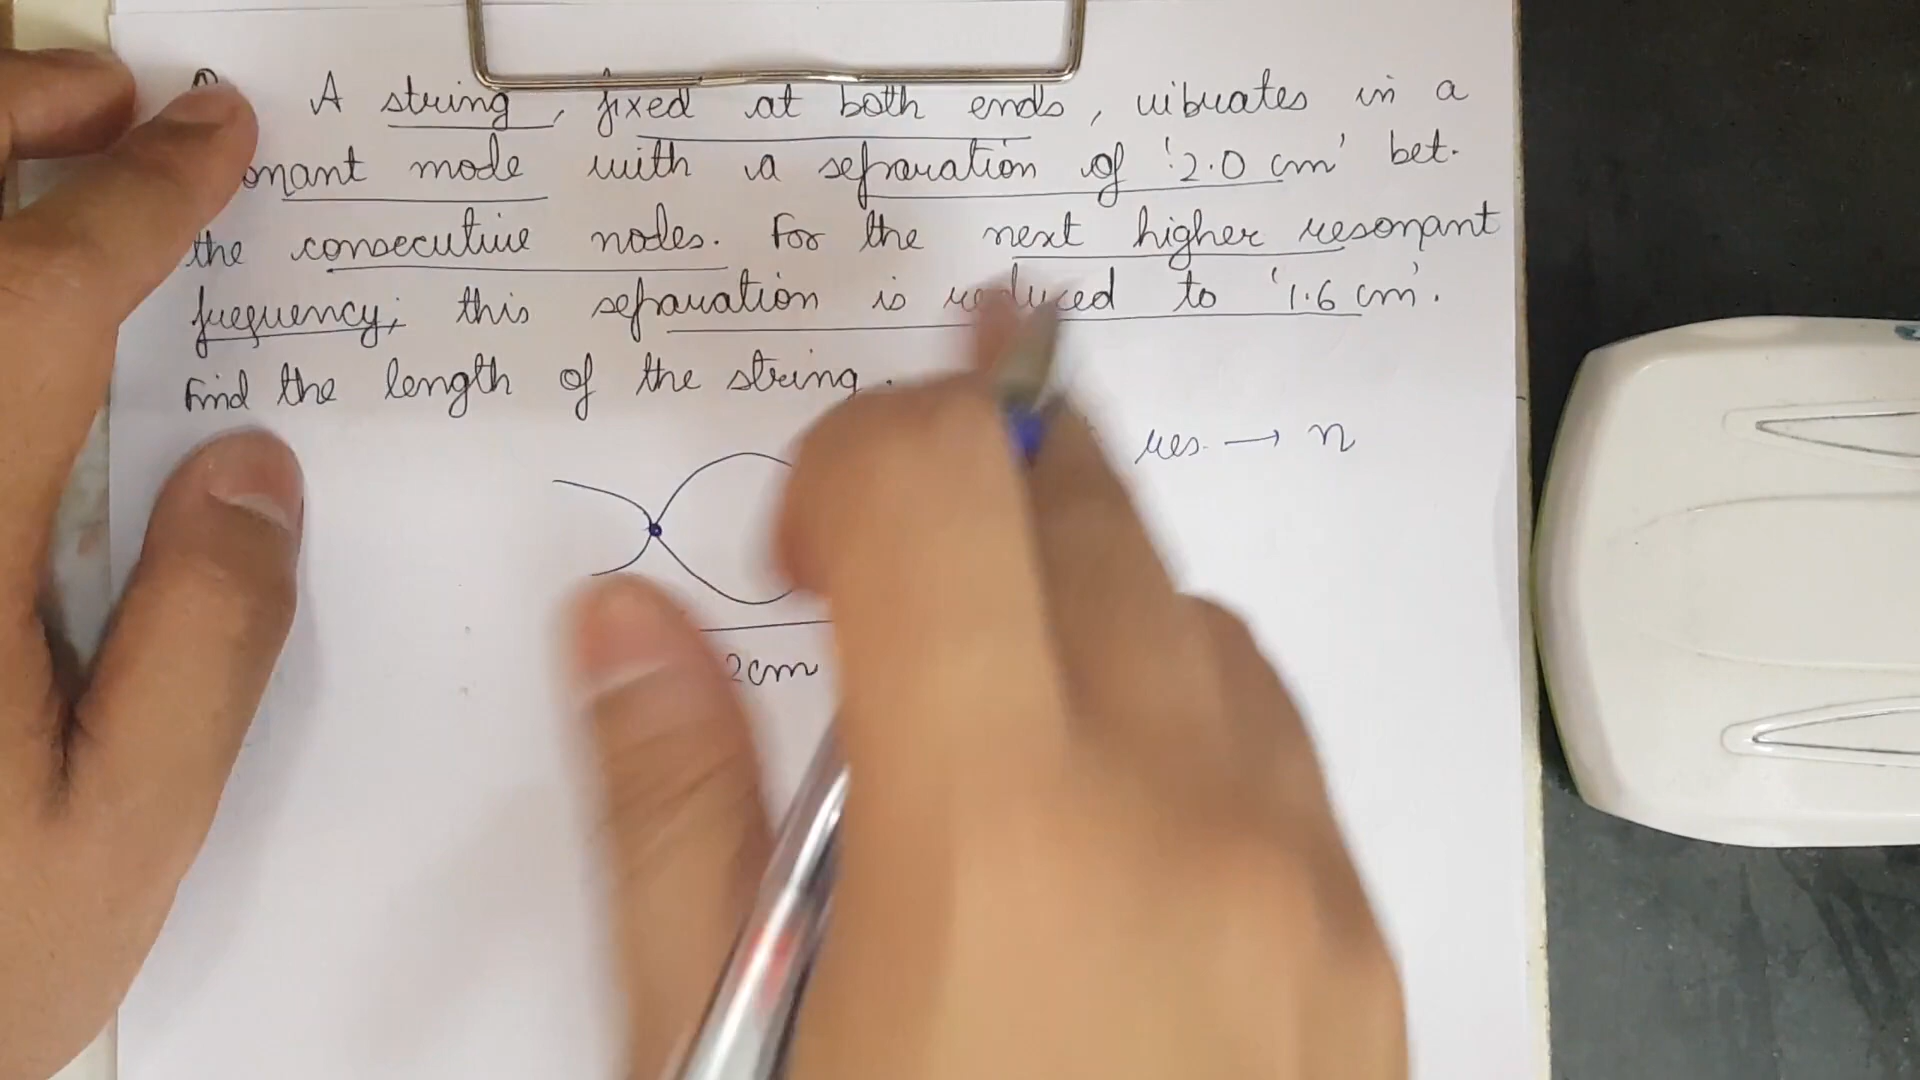 A string, fixed at both ends, vibrates in a
onant mode with a separation of '2.0 cm' bet.
the consecutive nodes. For the next higher resonant
frequency; this separation is reduced to '1.6 cm'.
Find the length of the string.
res. → n
2cm